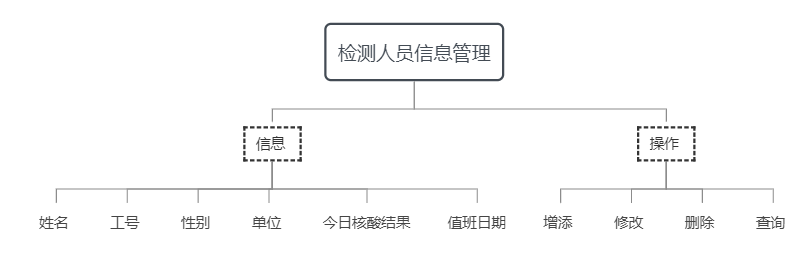 检测人员信息管理
信息
操作
姓名
工号
性别
单位
今日核酸结果
值班日期
增添
修改
删除
查询